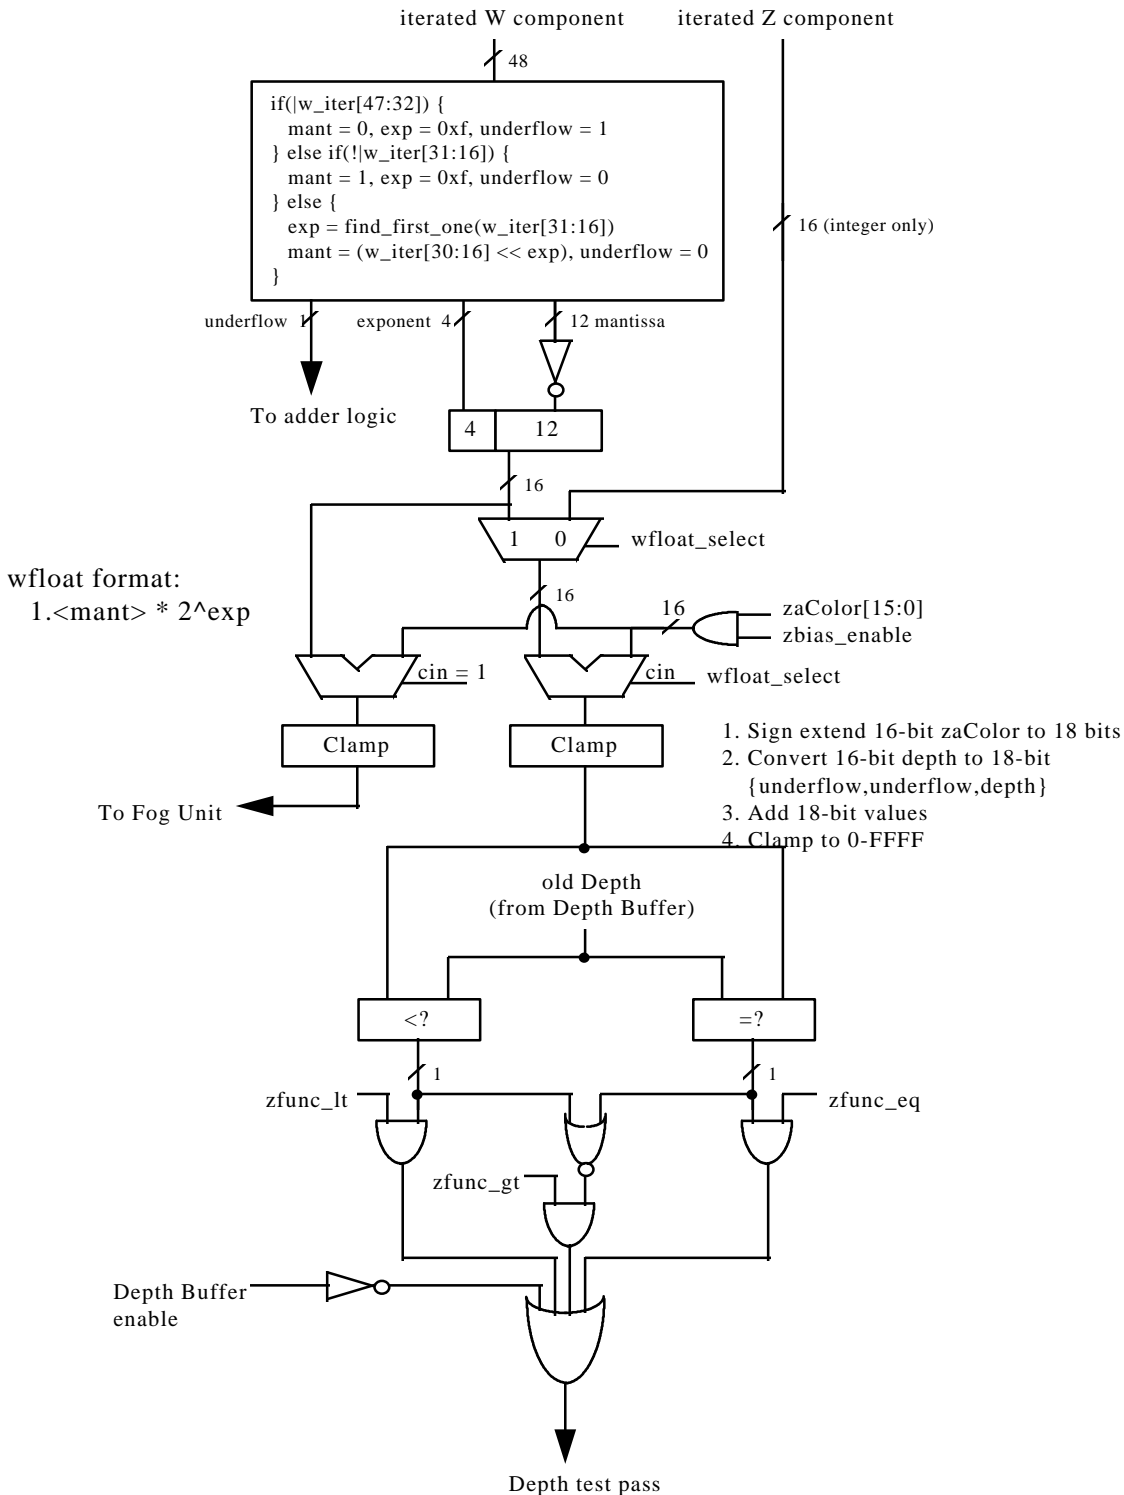 iterated W component
iterated Z component
48
if(|w_iter[47:32]) {
mant = 0, exp = 0xf, underflow = 1
} else if(!|w_iter[31:16]) {
mant = 1, exp = 0xf, underflow = 0
} else {
exp = find_first_one(w_iter[31:16])
mant = (w_iter[30:16] << exp), underflow = 0
}
16 (integer only)
underflow 1
exponent 4
12 mantissa
To adder logic
4
12
16
1
0
wfloat_select
wfloat format:
1.<mant> * 2^exp
16
16
zaColor[15:0]
zbias_enable
cin = 1
cin
wfloat_select
Clamp
Clamp
1. Sign extend 16-bit zaColor to 18 bits
2. Convert 16-bit depth to 18-bit
{underflow,underflow,depth}
3. Add 18-bit values
4. Clamp to 0-FFFF
To Fog Unit
old Depth
(from Depth Buffer)
<?
=?
1
1
zfunc_lt
zfunc_eq
zfunc_gt
Depth Buffer
enable
Depth test pass